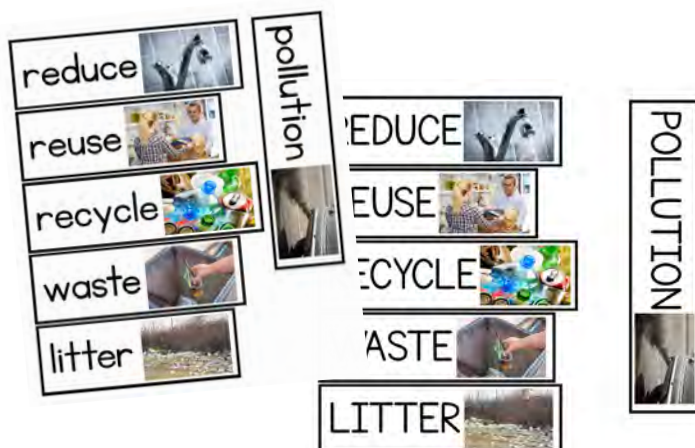 reduce
reuse
recycle
waste
litter
pollution
EDUCE
EUSE
ECYCLE
ASTE
LITTER
POLLUTION